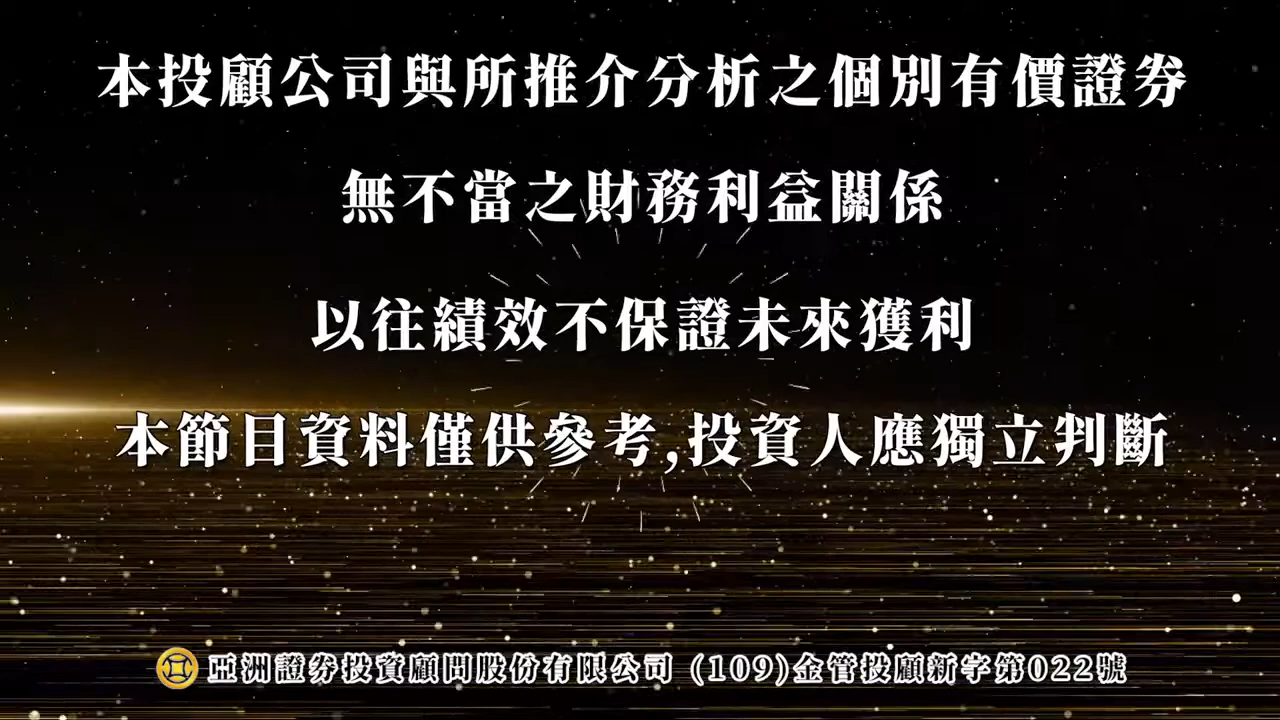 本投顧公司與所推介分析之個別有價證券
無不當之財務利益關係
以往績效不保證未來獲利
本節目資料僅供參考,投資人應獨立判斷
亞洲證券投資顧問股份有限公司 (109)金管投顧新字第022號